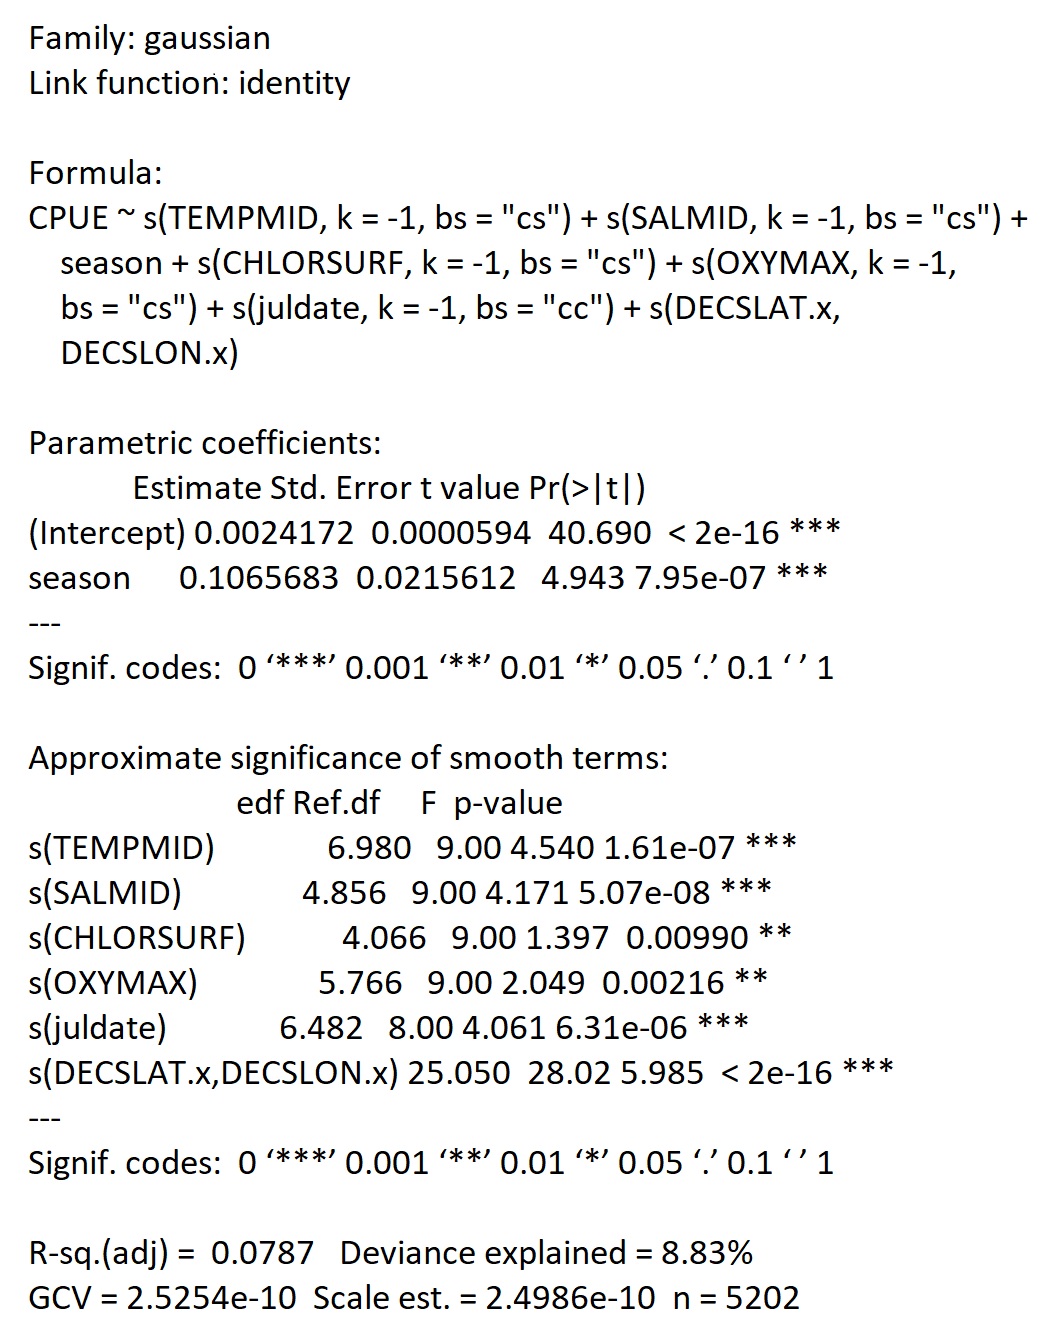 Family: gaussian
Link function: identity
Formula:
CPUE ~ s(TEMPMID, k = -1, bs = "cs") + s(SALMID, k = -1, bs = "cs") +
season + s(CHLORSURF, k = -1, bs = "cs") + s(OXYMAX, k = -1,
bs = "cs") + s(juldate, k = -1, bs = "cc") + s(DECSLAT.x,
DECSLON.x)
Parametric coefficients:
Estimate Std. Error t value Pr(>|t|)
(Intercept) 0.0024172 0.0000594 40.690 < 2e-16 ***
season 0.1065683 0.0215612 4.943 7.95e-07 ***
---
Signif. codes: 0 ‘***’ 0.001 ‘**’ 0.01 ‘*’ 0.05 ‘.’ 0.1 ‘ ’ 1
Approximate significance of smooth terms:
edf Ref.df F p-value
s(TEMPMID) 6.980 9.00 4.540 1.61e-07 ***
s(SALMID) 4.856 9.00 4.171 5.07e-08 ***
s(CHLORSURF) 4.066 9.00 1.397 0.00990 **
s(OXYMAX) 5.766 9.00 2.049 0.00216 **
s(juldate) 6.482 8.00 4.061 6.31e-06 ***
s(DECSLAT.x,DECSLON.x) 25.050 28.02 5.985 < 2e-16 ***
---
Signif. codes: 0 ‘***’ 0.001 ‘**’ 0.01 ‘*’ 0.05 ‘.’ 0.1 ‘ ’ 1
R-sq.(adj) = 0.0787 Deviance explained = 8.83%
GCV = 2.5254e-10 Scale est. = 2.4986e-10 n = 5202